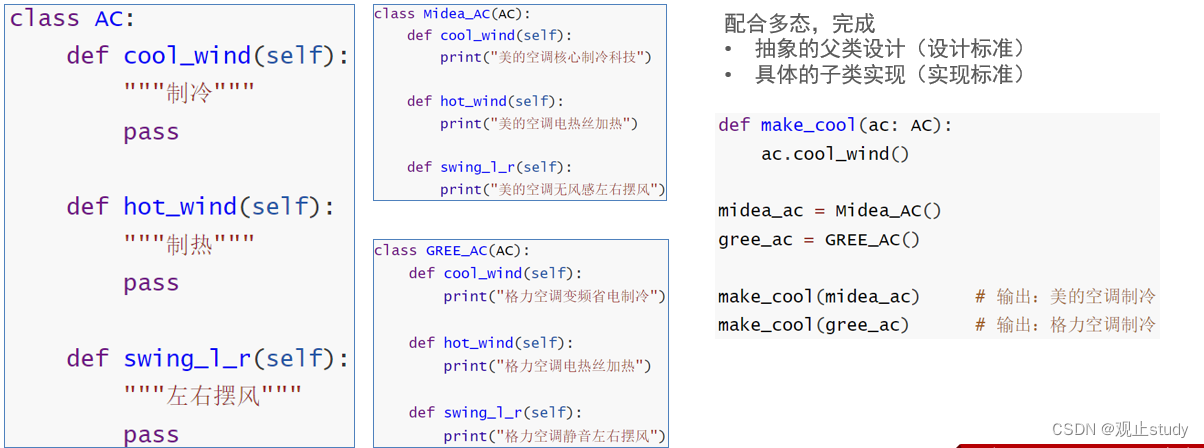 class AC:
    def cool_wind(self):
        """制冷"""
        pass

    def hot_wind(self):
        """制热"""
        pass

    def swing_l_r(self):
        """左右摆风"""
        pass
class Midea_AC(AC):
    def cool_wind(self):
        print("美的空调核心制冷科技")

    def hot_wind(self):
        print("美的空调电热丝加热")

    def swing_l_r(self):
        print("美的空调无风感左右摆风")
class GREE_AC(AC):
    def cool_wind(self):
        print("格力空调变频省电制冷")

    def hot_wind(self):
        print("格力空调电热丝加热")

    def swing_l_r(self):
        print("格力空调静音左右摆风")
配合多态，完成
• 抽象的父类设计（设计标准）
• 具体的子类实现（实现标准）
def make_cool(ac: AC):
    ac.cool_wind()

midea_ac = Midea_AC()
gree_ac = GREE_AC()

make_cool(midea_ac)     # 输出：美的空调制冷
make_cool(gree_ac)      # 输出：格力空调制冷
CSDN @观止study